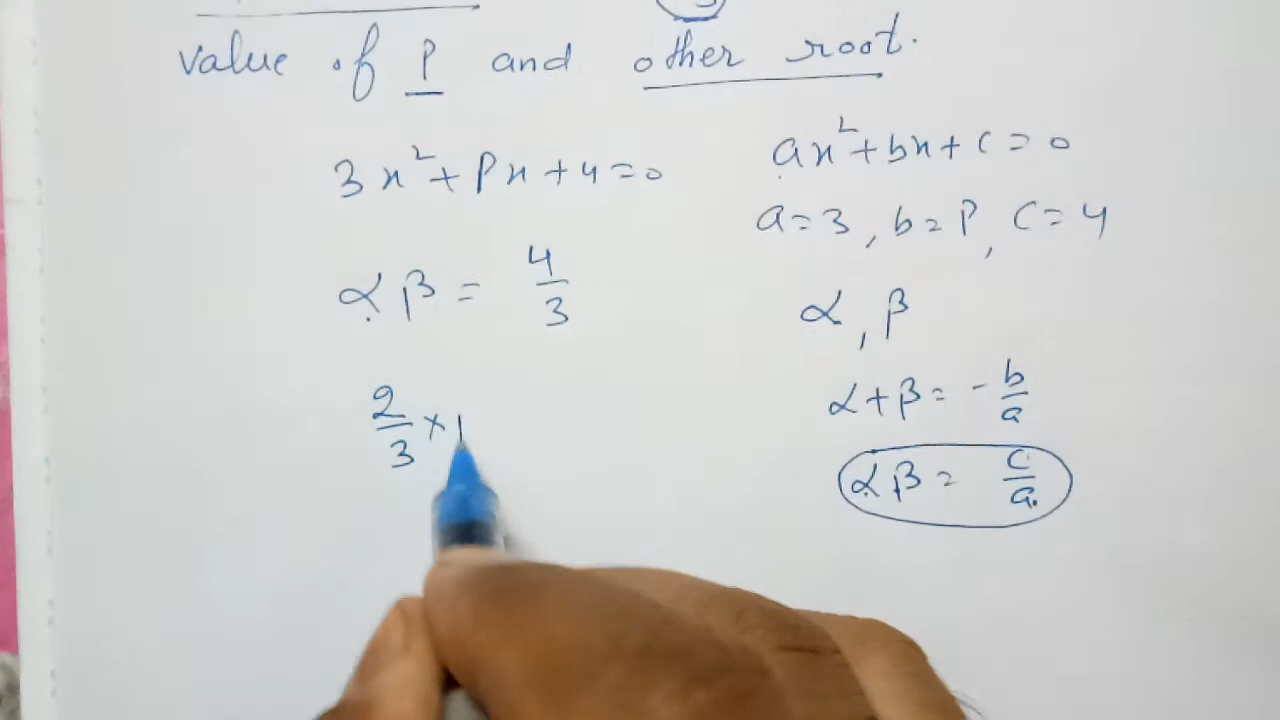 value of P and other root.
3x² + Px + 4 = 0
αβ = 4/3
2/3 ×
ax² + bx + c = 0
a = 3, b = P, c = 4
α, β
α + β = - b/a
αβ = c/a